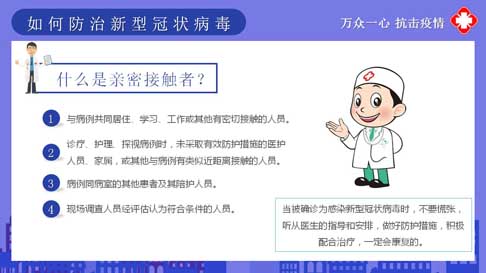 如何防治新型冠状病毒
万众一心 抗击疫情
什么是亲密接触者？
1 与病例共同居住、学习、工作或其他有密切接触的人员。
2 诊疗、护理、探视病例时，未采取有效防护措施的医护
人员、家属，或其他与病例有类似近距离接触的人员。
3 病例同病室的其他患者及其陪护人员。
4 现场调查人员经评估认为符合条件的人员。
当被确诊为感染新型冠状病毒时，不要慌张，
听从医生的指导和安排，做好防护措施，积极
配合治疗，一定会康复的。